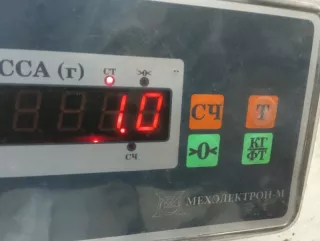 ССА (г)
СТ >0<
1.0
СЧ Т
СЧ
>0< КГ
ФТ
МЕХЭЛЕКТРОН-М